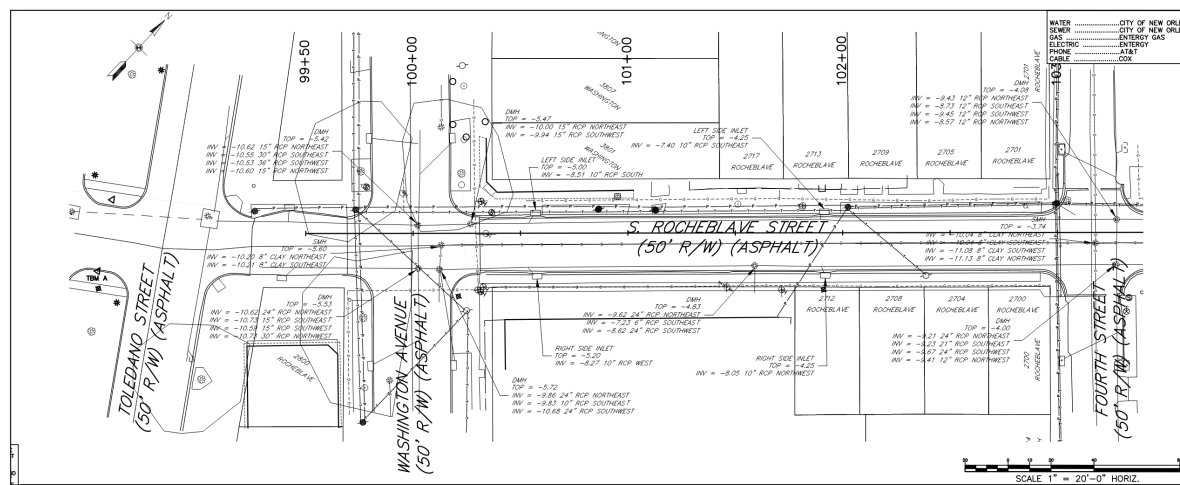 WATER ..............CITY OF NEW ORLE
SEWER ..............CITY OF NEW ORLE
GAS ..................ENTERGY GAS
ELECTRIC ............ENTERGY
PHONE ................AT&T
CABLE ................COX
N
99+50
100+00
101+00
102+00
103
WASHINGTON
3807
WASHINGTON
3801
WASHINGTON
2701
ROCHEBLAVE
DMH
TOP = -4.08
INV = -9.43 12" RCP NORTHEAST
INV = -8.73 12" RCP SOUTHEAST
INV = -9.45 12" RCP SOUTHWEST
INV = -8.57 12" RCP NORTHWEST
DMH
TOP = -5.47
INV = -10.00 15" RCP NORTHEAST
INV = -9.94 15" RCP SOUTHWEST
DMH
TOP = -5.42
INV = -10.62 15" RCP NORTHEAST
INV = -10.55 30" RCP SOUTHEAST
INV = -10.53 36" RCP SOUTHWEST
INV = -10.60 15" RCP NORTHWEST
LEFT SIDE INLET
TOP = -4.25
INV = -7.40 10" RCP SOUTHEAST
LEFT SIDE INLET
TOP = -5.00
INV = -8.51 10" RCP SOUTH
2717
ROCHEBLAVE
2713
ROCHEBLAVE
2709
ROCHEBLAVE
2705
ROCHEBLAVE
2701
ROCHEBLAVE
S. ROCHEBLAVE STREET
(50' R/W) (ASPHALT)
SMH
TOP = -3.74
INV = -10.04 8" CLAY NORTHEAST
INV = -10.04 8" CLAY SOUTHEAST
INV = -11.08 8" CLAY SOUTHWEST
INV = -11.13 8" CLAY NORTHWEST
SMH
TOP = -5.60
INV = -10.20 8" CLAY NORTHEAST
INV = -10.21 8" CLAY SOUTHEAST
TBM A
DMH
TOP = -5.53
INV = -10.62 24" RCP NORTHEAST
INV = -10.73 15" RCP SOUTHEAST
INV = -10.59 15" RCP SOUTHWEST
INV = -10.73 30" RCP NORTHWEST
DMH
TOP = -4.83
INV = -9.62 24" RCP NORTHEAST
INV = -7.23 6" RCP SOUTHEAST
INV = -8.62 24" RCP SOUTHWEST
2712
ROCHEBLAVE
2708
ROCHEBLAVE
2704
ROCHEBLAVE
2700
ROCHEBLAVE
DMH
TOP = -4.00
INV = -9.21 24" RCP NORTHEAST
INV = -9.23 21" RCP SOUTHEAST
INV = -9.67 24" RCP SOUTHWEST
INV = -9.41 12" RCP NORTHWEST
2700
ROCHEBLAVE
RIGHT SIDE INLET
TOP = -5.20
INV = -8.27 10" RCP WEST
RIGHT SIDE INLET
TOP = -4.25
INV = -8.05 10" RCP NORTHWEST
DMH
TOP = -5.72
INV = -9.86 24" RCP NORTHEAST
INV = -9.83 10" RCP SOUTHEAST
INV = -10.68 24" RCP SOUTHWEST
ROCHEBLAVE
TOLEDANO STREET
(50' R/W) (ASPHALT)
WASHINGTON AVENUE
(50' R/W) (ASPHALT)
FOURTH STREET
(50' R/W) (ASPHALT)
20 0 10 20 40 8
SCALE 1" = 20'-0" HORIZ.